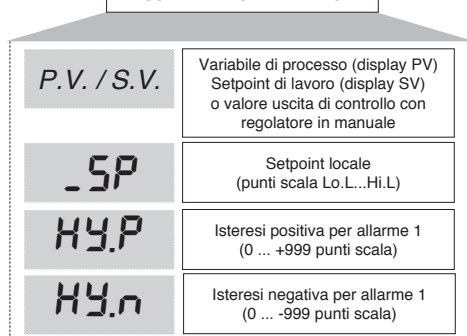 P.V. / S.V.
Variabile di processo (display PV)
Setpoint di lavoro (display SV)
o valore uscita di controllo con
regolatore in manuale
_SP
Setpoint locale
(punti scala Lo.L...Hi.L)
HY.P
Isteresi positiva per allarme 1
(0 ... +999 punti scala)
HY.n
Isteresi negativa per allarme 1
(0 ... -999 punti scala)